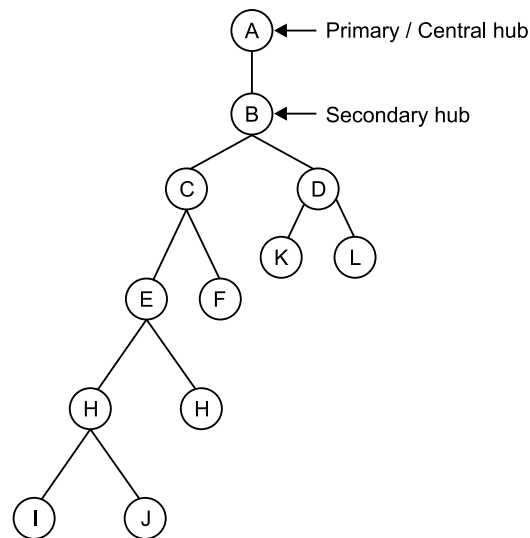 A Primary / Central hub
B Secondary hub
C D
K L
E F
H H
I J